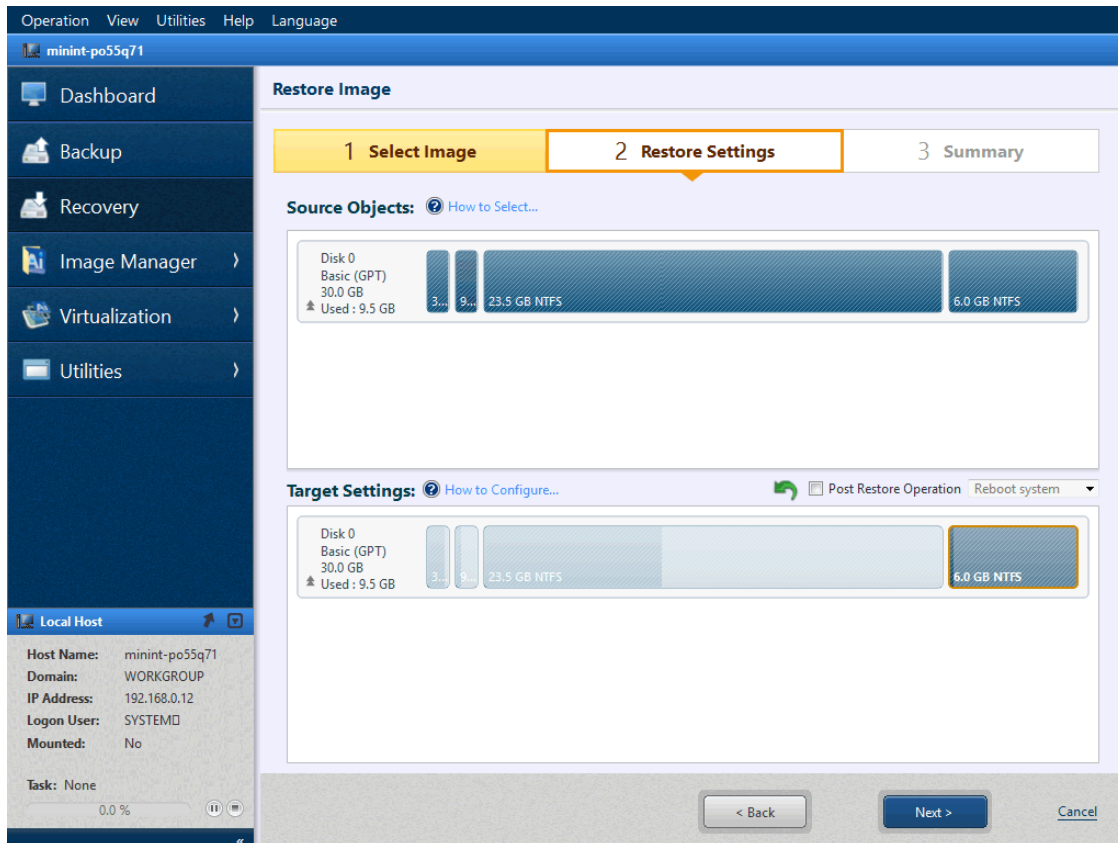 Operation View Utilities Help Language
minint-po55q71
Dashboard
Backup
Recovery
Image Manager
Virtualization
Utilities
Restore Image
1 Select Image
2 Restore Settings
3 Summary
Source Objects: How to Select...
Disk 0
Basic (GPT)
30.0 GB
Used : 9.5 GB
3... 9... 23.5 GB NTFS 6.0 GB NTFS
Target Settings: How to Configure... Post Restore Operation Reboot system
Disk 0
Basic (GPT)
30.0 GB
Used : 9.5 GB
3... 9... 23.5 GB NTFS 6.0 GB NTFS
Local Host
Host Name: minint-po55q71
Domain: WORKGROUP
IP Address: 192.168.0.12
Logon User: SYSTEM
Mounted: No
Task: None
0.0 %
< Back Next > Cancel